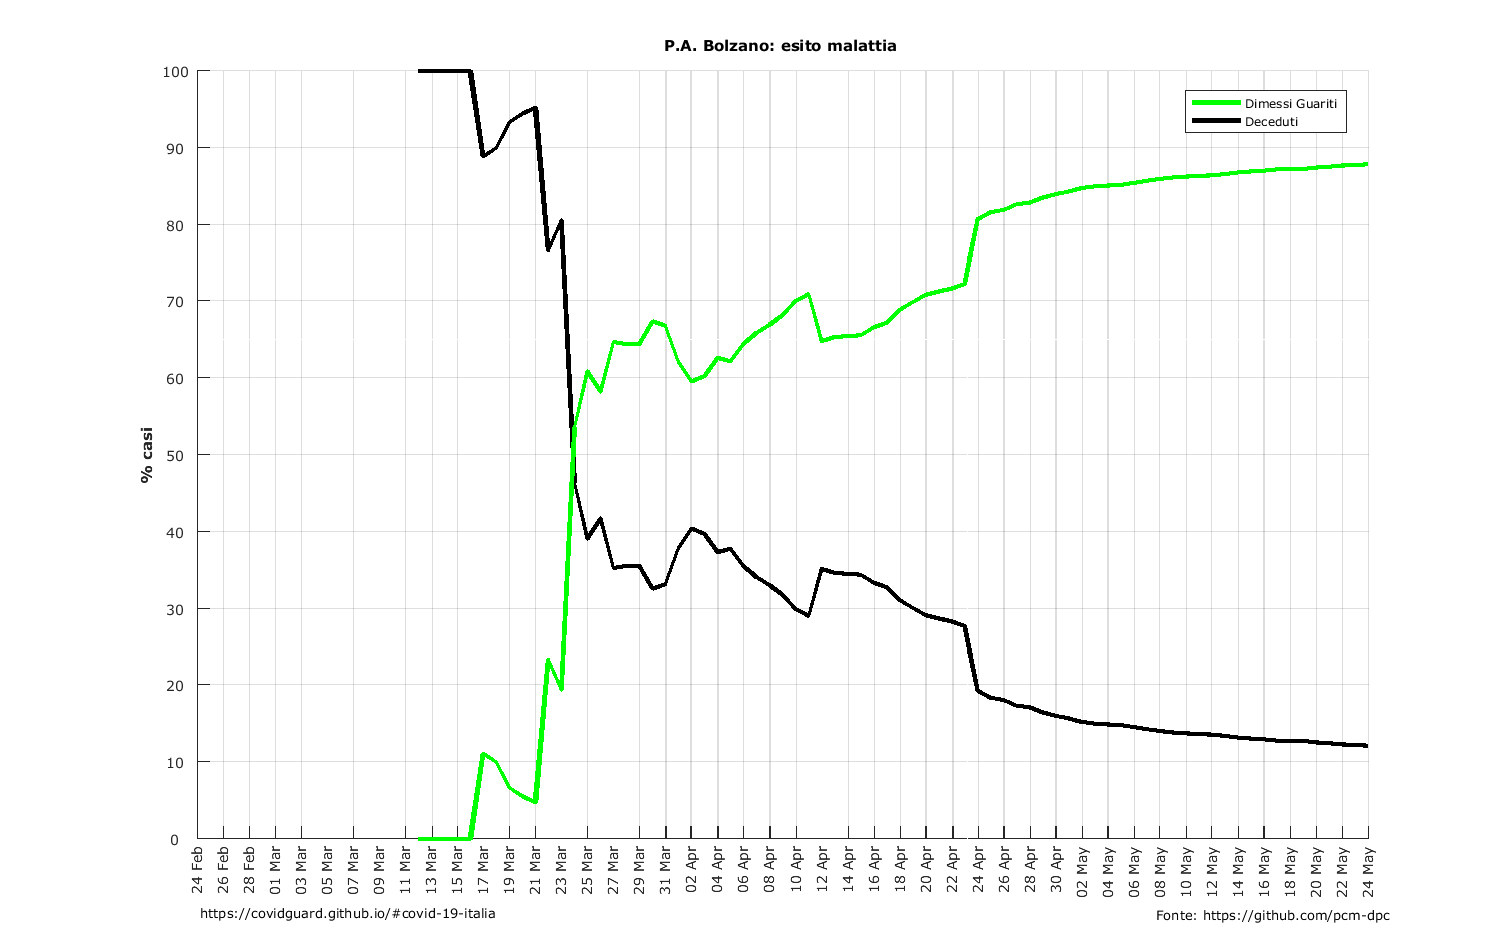 P.A. Bolzano: esito malattia
100
90
80
70
60
50
40
30
20
10
0
% casi
Dimessi Guariti
Deceduti
24 Feb
26 Feb
28 Feb
01 Mar
03 Mar
05 Mar
07 Mar
09 Mar
11 Mar
13 Mar
15 Mar
17 Mar
19 Mar
21 Mar
23 Mar
25 Mar
27 Mar
29 Mar
31 Mar
02 Apr
04 Apr
06 Apr
08 Apr
10 Apr
12 Apr
14 Apr
16 Apr
18 Apr
20 Apr
22 Apr
24 Apr
26 Apr
28 Apr
30 Apr
02 May
04 May
06 May
08 May
10 May
12 May
14 May
16 May
18 May
20 May
22 May
24 May
https://covidguard.github.io/#covid-19-italia
Fonte: https://github.com/pcm-dpc